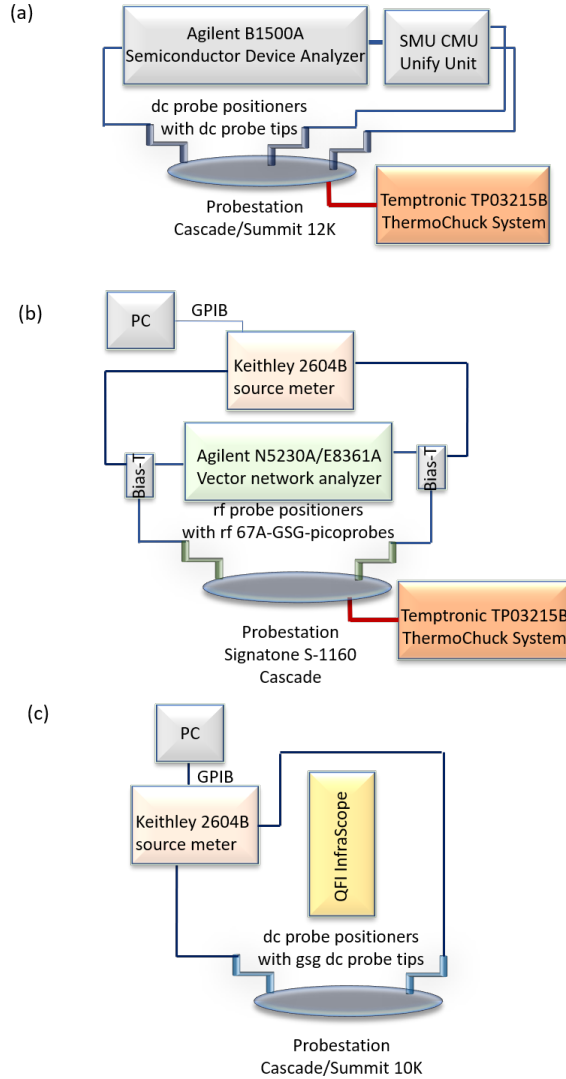 (a)
Agilent B1500A
Semiconductor Device Analyzer
SMU CMU
Unify Unit
dc probe positioners
with dc probe tips
Probestation
Cascade/Summit 12K
Temptronic TP03215B
ThermoChuck System
(b)
PC
GPIB
Keithley 2604B
source meter
Bias-T
Agilent N5230A/E8361A
Vector network analyzer
Bias-T
rf probe positioners
with rf 67A-GSG-picoprobes
Temptronic TP03215B
ThermoChuck System
Probestation
Signatone S-1160
Cascade
(c)
PC
GPIB
Keithley 2604B
source meter
QFI InfraScope
dc probe positioners
with gsg dc probe tips
Probestation
Cascade/Summit 10K